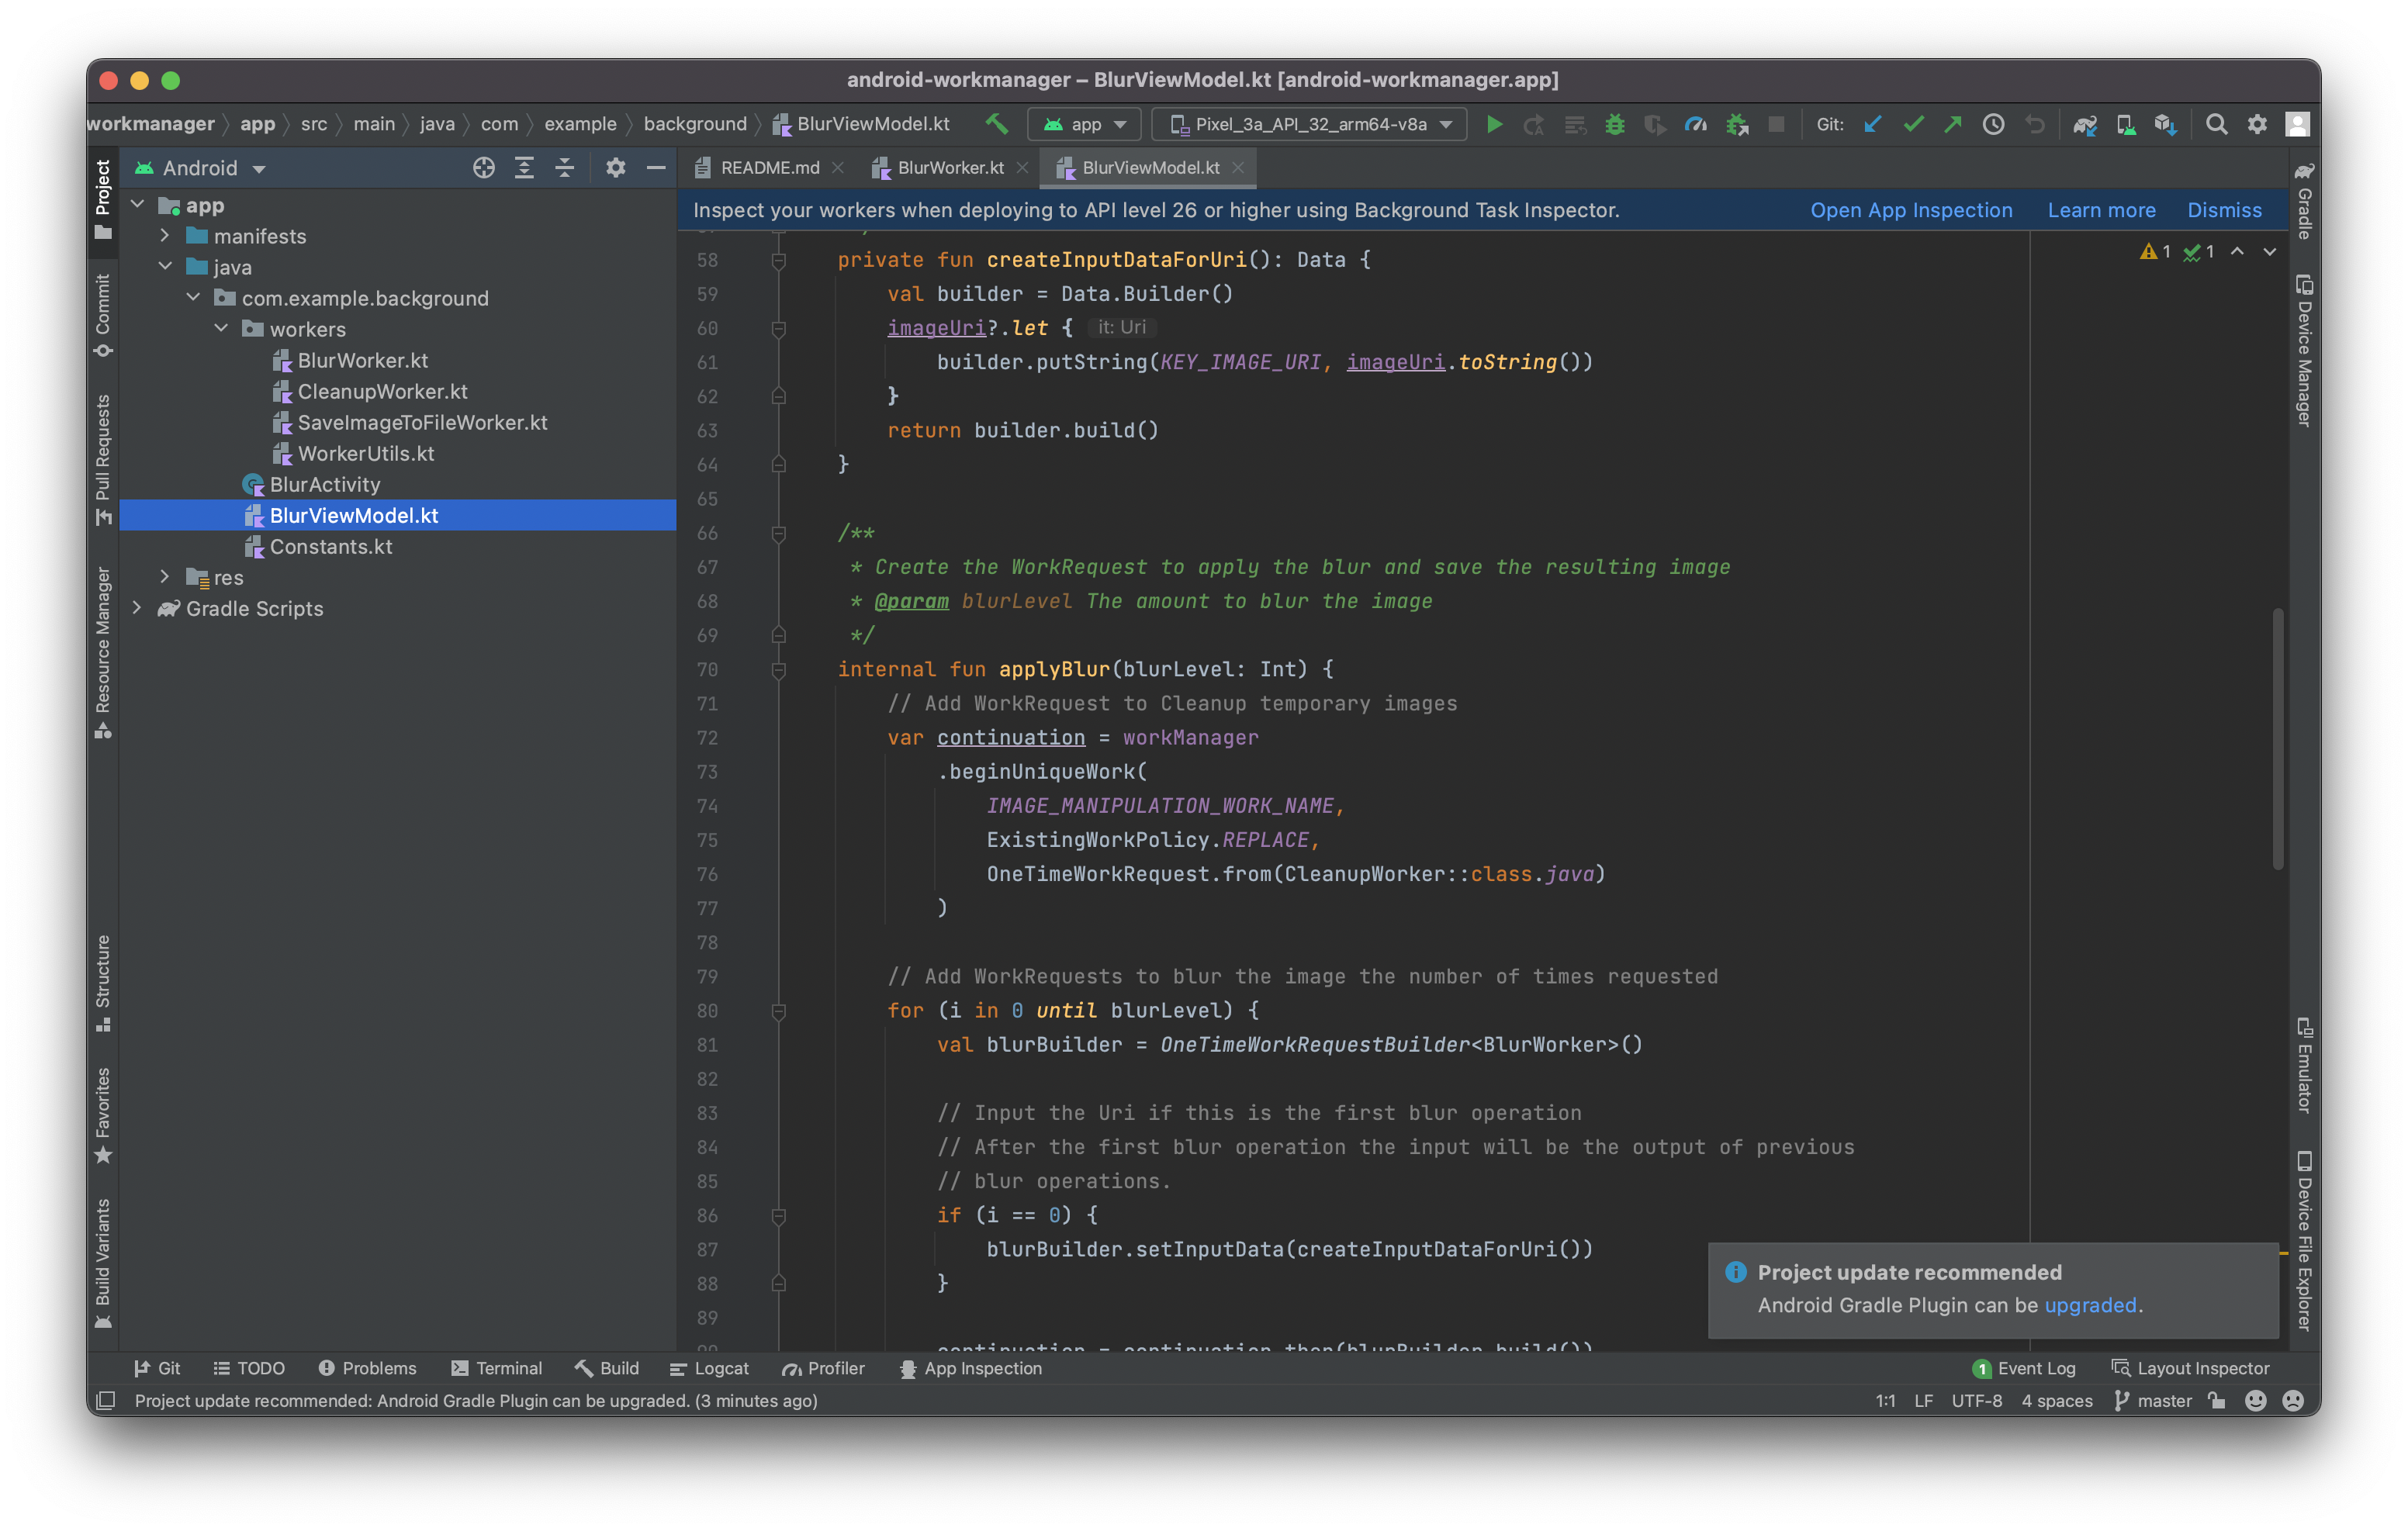 android-workmanager – BlurViewModel.kt [android-workmanager.app]
workmanager app src main java com example background BlurViewModel.kt app Pixel_3a_API_32_arm64-v8a Git:
Project
Commit
Pull Requests
Resource Manager
Structure
Favorites
Build Variants
Android
app
manifests
java
com.example.background
workers
BlurWorker.kt
CleanupWorker.kt
SaveImageToFileWorker.kt
WorkerUtils.kt
BlurActivity
BlurViewModel.kt
Constants.kt
res
Gradle Scripts
README.md BlurWorker.kt BlurViewModel.kt
Inspect your workers when deploying to API level 26 or higher using Background Task Inspector. Open App Inspection Learn more Dismiss
1 1
58 private fun createInputDataForUri(): Data {
59 val builder = Data.Builder()
60 imageUri?.let { it: Uri
61 builder.putString(KEY_IMAGE_URI, imageUri.toString())
62 }
63 return builder.build()
64 }
65
66 /**
67 * Create the WorkRequest to apply the blur and save the resulting image
68 * @param blurLevel The amount to blur the image
69 */
70 internal fun applyBlur(blurLevel: Int) {
71 // Add WorkRequest to Cleanup temporary images
72 var continuation = workManager
73 .beginUniqueWork(
74 IMAGE_MANIPULATION_WORK_NAME,
75 ExistingWorkPolicy.REPLACE,
76 OneTimeWorkRequest.from(CleanupWorker::class.java)
77 )
78
79 // Add WorkRequests to blur the image the number of times requested
80 for (i in 0 until blurLevel) {
81 val blurBuilder = OneTimeWorkRequestBuilder<BlurWorker>()
82
83 // Input the Uri if this is the first blur operation
84 // After the first blur operation the input will be the output of previous
85 // blur operations.
86 if (i == 0) {
87 blurBuilder.setInputData(createInputDataForUri())
88 }
89
continuation = continuation.then(blurBuilder.build())
Project update recommended
Android Gradle Plugin can be upgraded.
Gradle
Device Manager
Emulator
Device File Explorer
Git TODO Problems Terminal Build Logcat Profiler App Inspection 1 Event Log Layout Inspector
Project update recommended: Android Gradle Plugin can be upgraded. (3 minutes ago) 1:1 LF UTF-8 4 spaces master